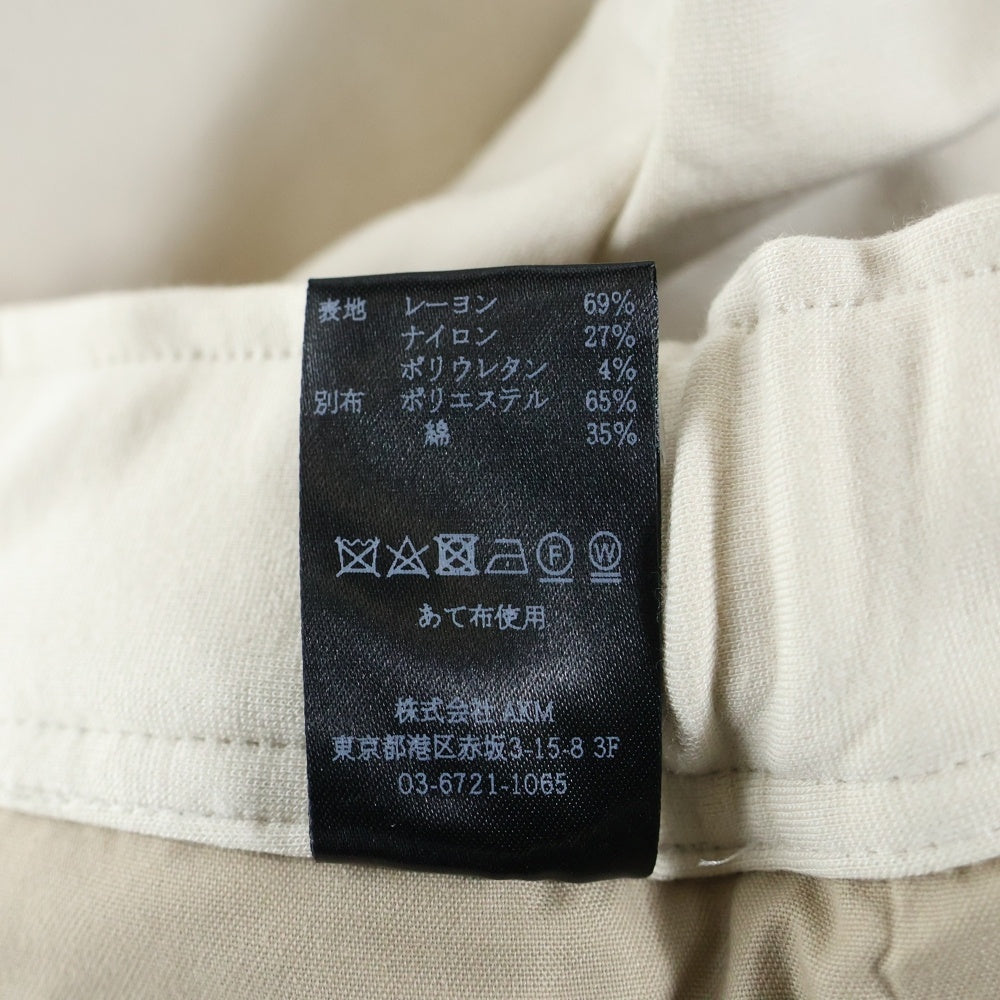 表地 レーヨン 69%
ナイロン 27%
ポリウレタン 4%
別布 ポリエステル 65%
綿 35%
F W
あて布使用
株式会社 AKM
東京都港区赤坂3-15-8 3F
03-6721-1065